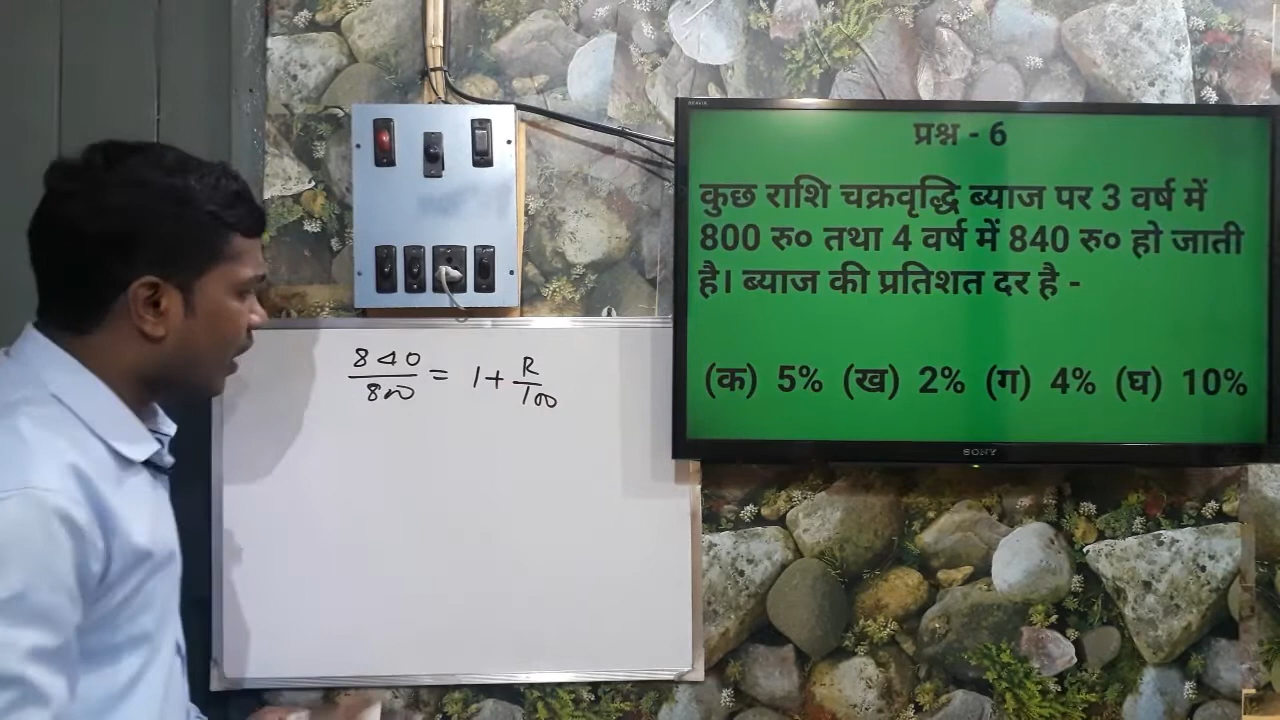 प्रश्न - 6
कुछ राशि चक्रवृद्धि ब्याज पर 3 वर्ष में
800 रु० तथा 4 वर्ष में 840 रु० हो जाती
है। ब्याज की प्रतिशत दर है -
(क) 5% (ख) 2% (ग) 4% (घ) 10%
840/800 = 1 + R/100
BRAVIA
SONY